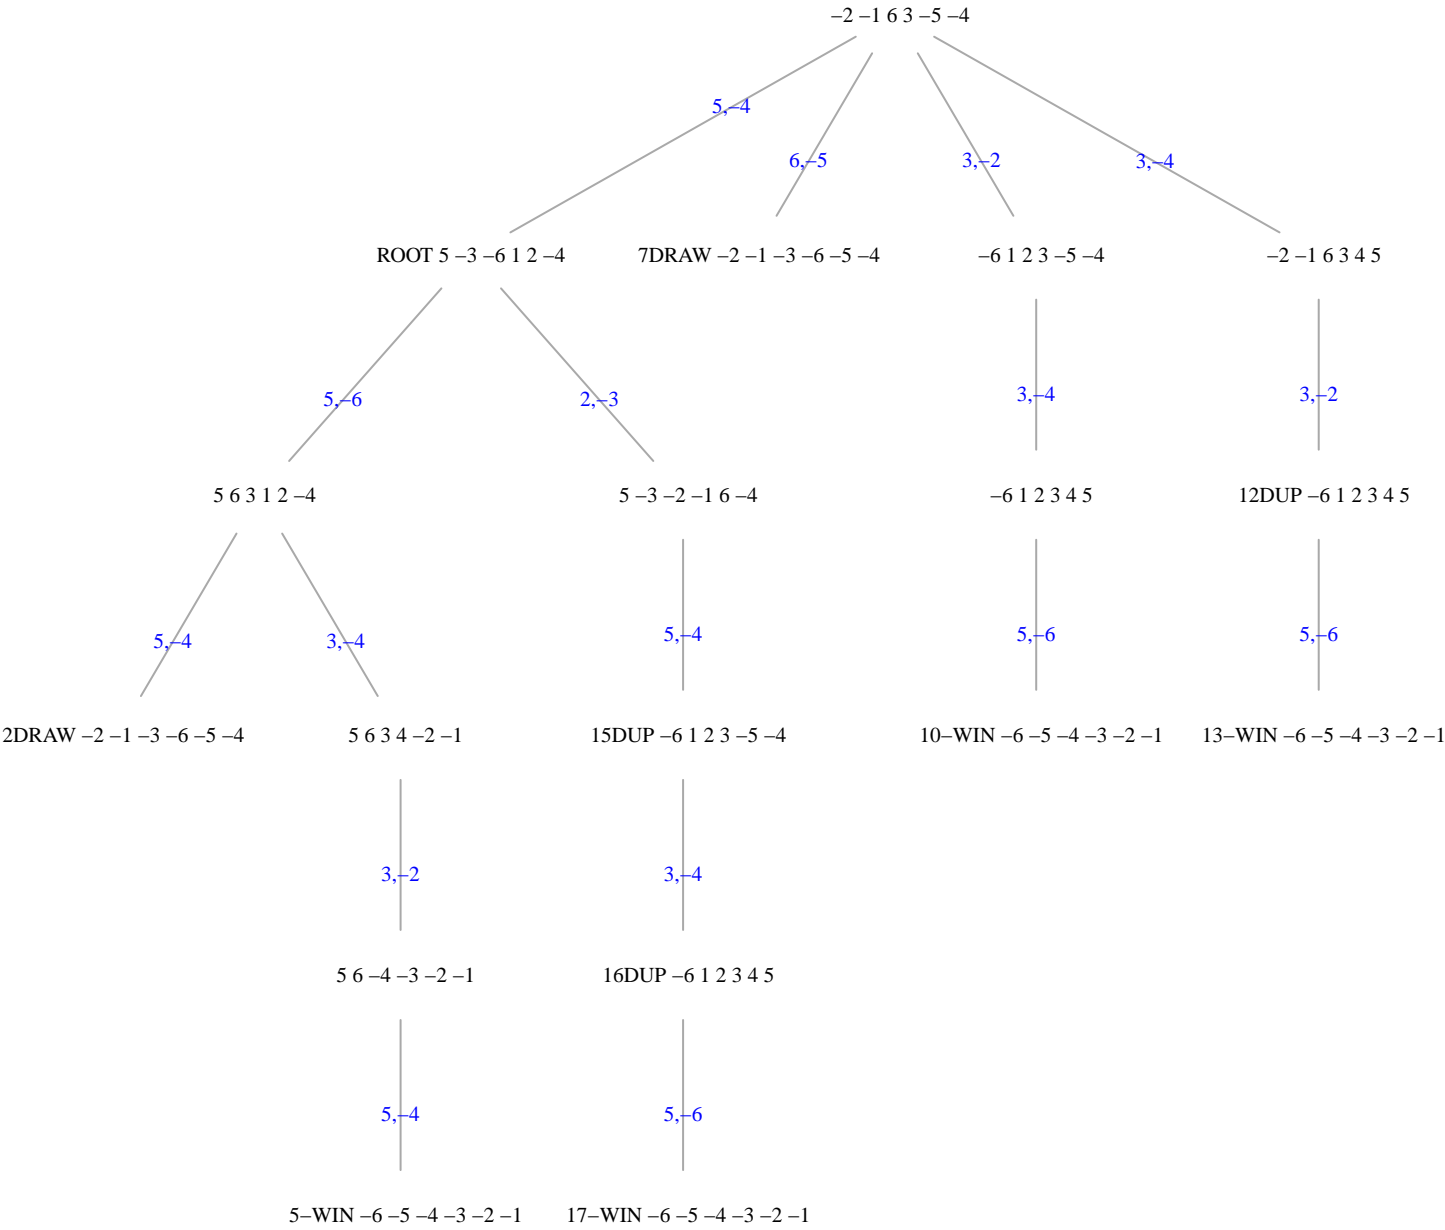 −2 −1 6 3 −5 −4
5,−4
6,−5
3,−2
3,−4
ROOT 5 −3 −6 1 2 −4
7DRAW −2 −1 −3 −6 −5 −4
−6 1 2 3 −5 −4
−2 −1 6 3 4 5
5,−6
2,−3
3,−4
3,−2
5 6 3 1 2 −4
5 −3 −2 −1 6 −4
−6 1 2 3 4 5
12DUP −6 1 2 3 4 5
5,−4
3,−4
5,−4
5,−6
5,−6
2DRAW −2 −1 −3 −6 −5 −4
5 6 3 4 −2 −1
15DUP −6 1 2 3 −5 −4
10−WIN −6 −5 −4 −3 −2 −1
13−WIN −6 −5 −4 −3 −2 −1
3,−2
3,−4
5 6 −4 −3 −2 −1
16DUP −6 1 2 3 4 5
5,−4
5,−6
5−WIN −6 −5 −4 −3 −2 −1
17−WIN −6 −5 −4 −3 −2 −1